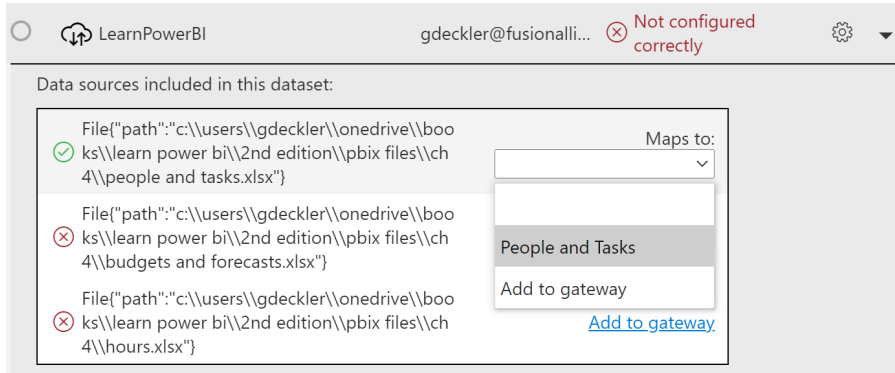 LearnPowerBI gdeckler@fusionalli... Not configured
correctly
Data sources included in this dataset:
File{"path":"c:\\users\\gdeckler\\onedrive\\boo
ks\\learn power bi\\2nd edition\\pbix files\\ch
4\\people and tasks.xlsx"}
Maps to:
File{"path":"c:\\users\\gdeckler\\onedrive\\boo
ks\\learn power bi\\2nd edition\\pbix files\\ch
4\\budgets and forecasts.xlsx"}
People and Tasks
Add to gateway
File{"path":"c:\\users\\gdeckler\\onedrive\\boo
ks\\learn power bi\\2nd edition\\pbix files\\ch
4\\hours.xlsx"}
Add to gateway